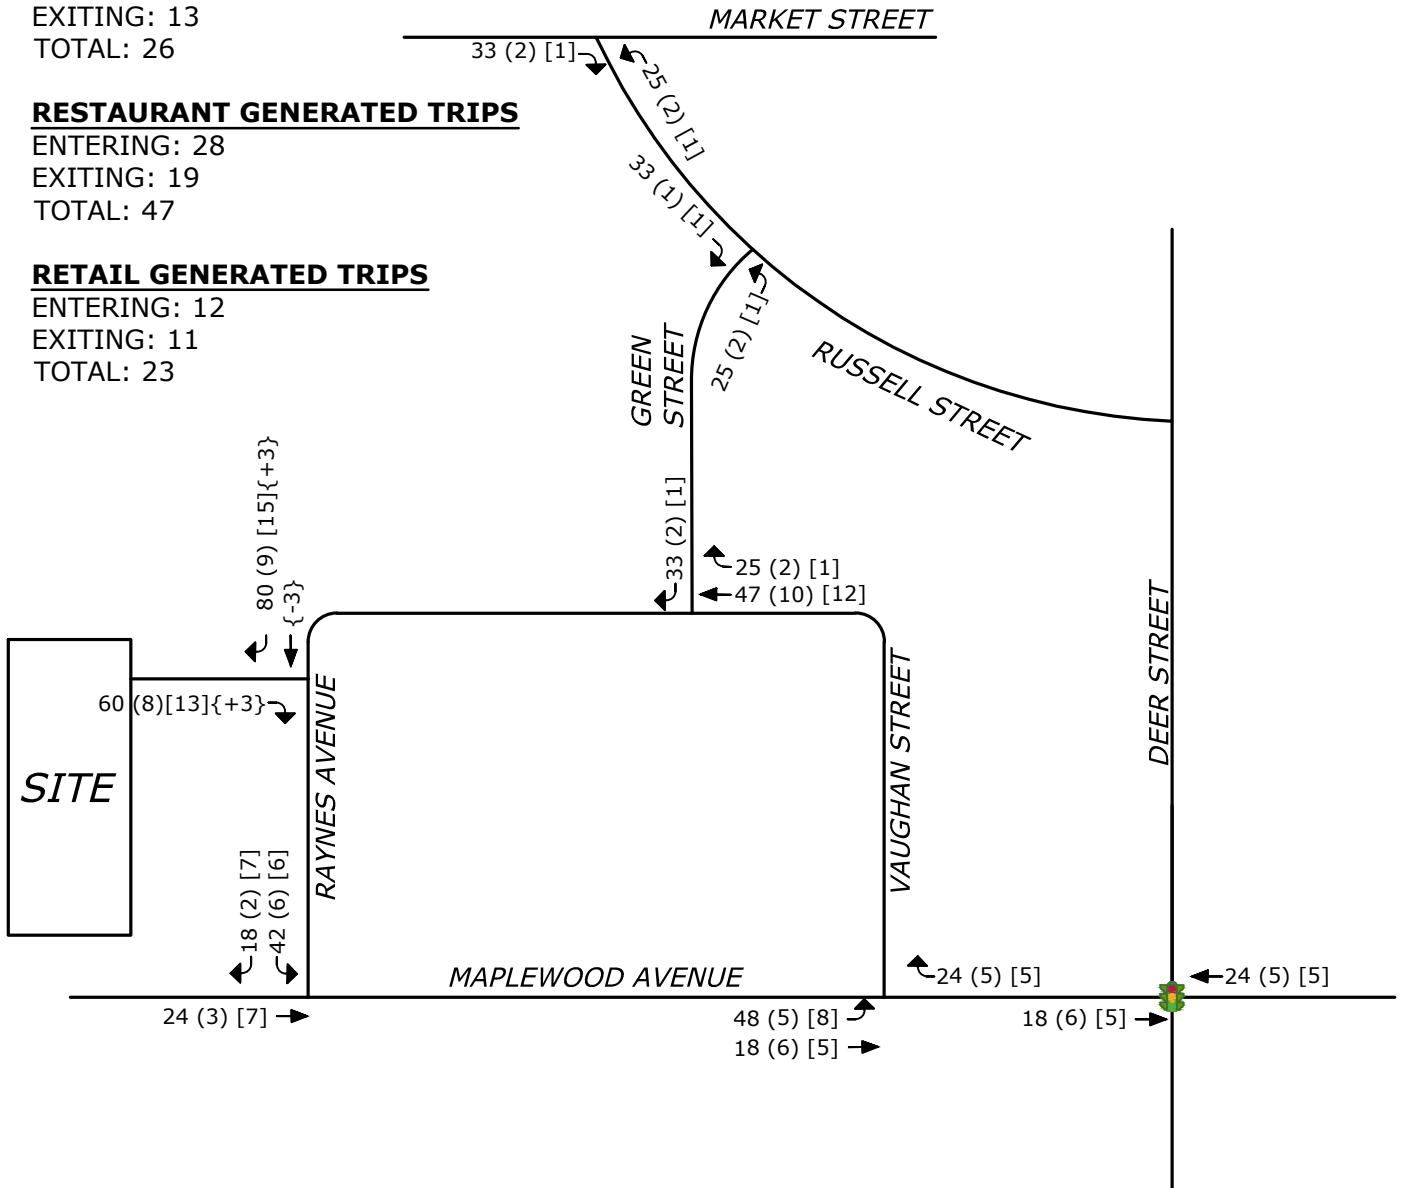 EXITING: 13
TOTAL: 26
MARKET STREET
33 (2) [1]
25 (2) [1]
RESTAURANT GENERATED TRIPS
ENTERING: 28
EXITING: 19
TOTAL: 47
33 (1) [1]
RETAIL GENERATED TRIPS
ENTERING: 12
EXITING: 11
TOTAL: 23
25 (2) [1]
GREEN
STREET
RUSSELL STREET
80 (9) [15]{+3}
{-3}
33 (2) [1]
25 (2) [1]
47 (10) [12]
60 (8)[13]{+3}
SITE
RAYNES AVENUE
VAUGHAN STREET
DEER STREET
18 (2) [7]
42 (6) [6]
MAPLEWOOD AVENUE
24 (5) [5]
24 (5) [5]
24 (3) [7]
48 (5) [8]
18 (6) [5]
18 (6) [5]